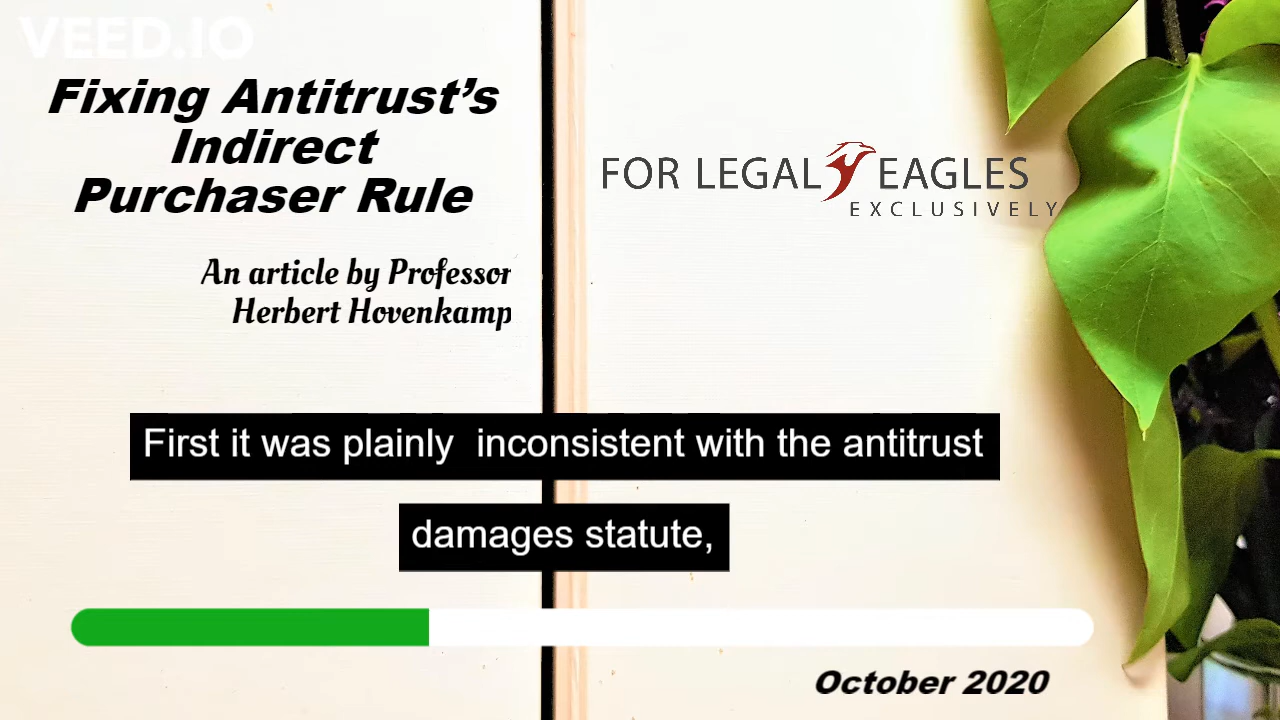 VEED.IO
Fixing Antitrust’s
Indirect
Purchaser Rule
An article by Professor
Herbert Hovenkamp
FOR LEGAL EAGLES
EXCLUSIVELY
First it was plainly  inconsistent with the antitrust
damages statute,
October 2020